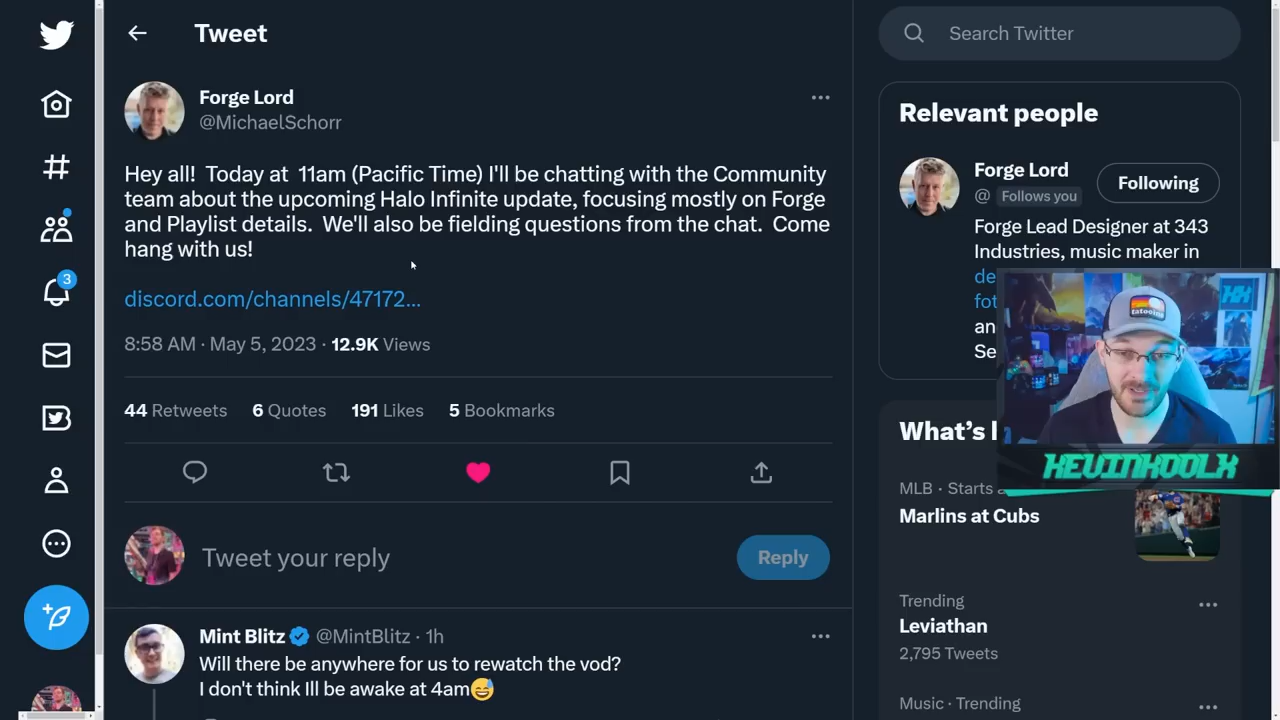 Tweet
Search Twitter
Forge Lord
@MichaelSchorr
Hey all!  Today at  11am (Pacific Time) I'll be chatting with the Community
team about the upcoming Halo Infinite update, focusing mostly on Forge
and Playlist details.  We'll also be fielding questions from the chat.  Come
hang with us!
discord.com/channels/47172...
8:58 AM · May 5, 2023 · 12.9K Views
44 Retweets 6 Quotes 191 Likes 5 Bookmarks
Tweet your reply
Reply
Mint Blitz @MintBlitz · 1h
Will there be anywhere for us to rewatch the vod?
I don't think Ill be awake at 4am😅
3
Relevant people
Forge Lord
@ Follows you
Following
Forge Lead Designer at 343
Industries, music maker in
de
fot
an
Se
tatooine
KEVINKOOLX
What's
MLB · Starts a
Marlins at Cubs
Trending
Leviathan
2,795 Tweets
Music · Trending